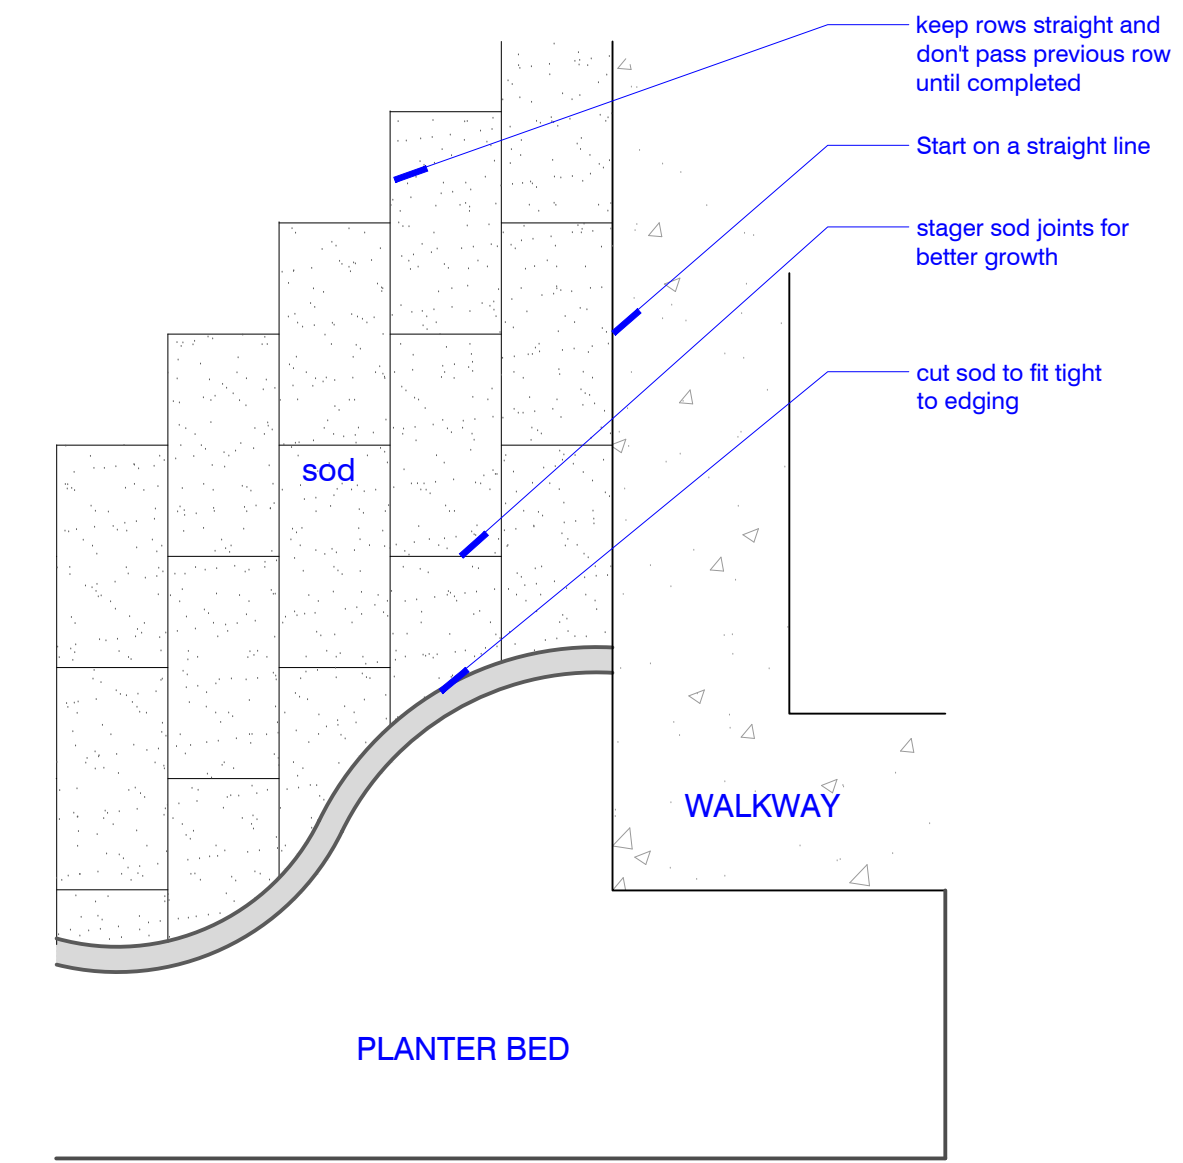 keep rows straight and
don't pass previous row
until completed
Start on a straight line
stager sod joints for
better growth
cut sod to fit tight
to edging
sod
WALKWAY
PLANTER BED